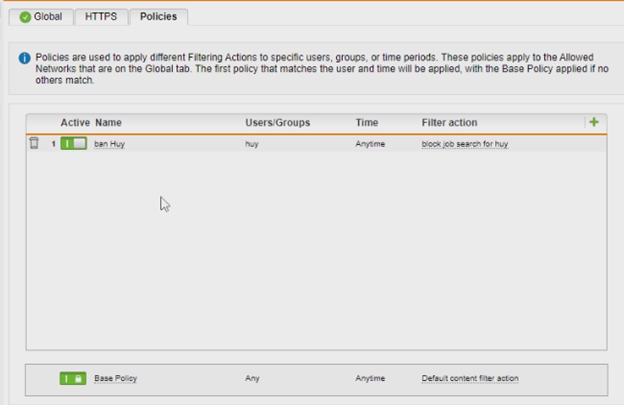 Global HTTPS Policies
Policies are used to apply different Filtering Actions to specific users, groups, or time periods. These policies apply to the Allowed
Networks that are on the Global tab. The first policy that matches the user and time will be applied, with the Base Policy applied if no
others match.
Active Name Users/Groups Time Filter action
1 ban Huy huy Anytime block job search for huy
Base Policy Any Anytime Default content filter action